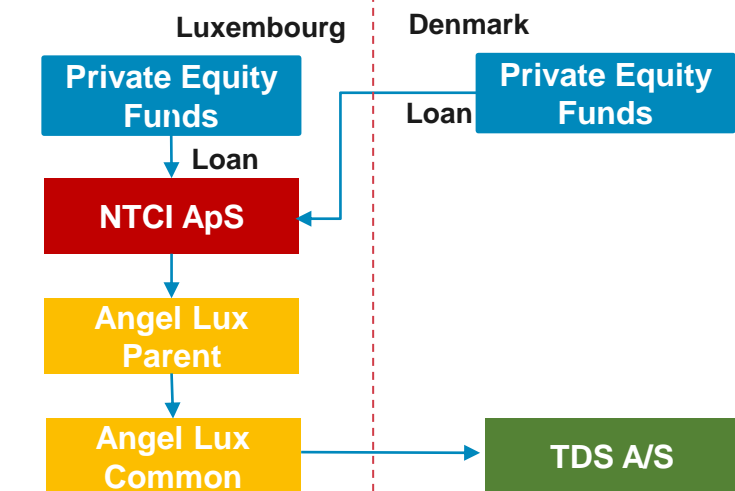 Luxembourg
Denmark
Private Equity
Funds
Private Equity
Funds
Loan
Loan
NTCI ApS
Angel Lux
Parent
Angel Lux
Common
TDS A/S